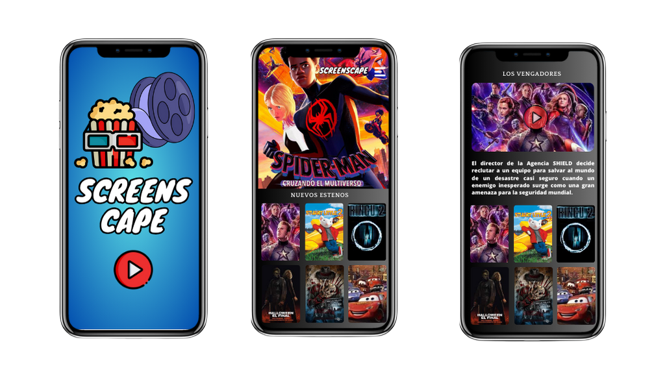 SCREENS
CAPE
SCREENSCAPE
SPIDER-MAN
CRUZANDO EL MULTIVERSO
NUEVOS ESTENOS
HALLOWEEN
EL FINAL
LOS VENGADORES
El director de la Agencia SHIELD decide
reclutar a un equipo para salvar al mundo
de un desastre casi seguro cuando un
enemigo inesperado surge como una gran
amenaza para la seguridad mundial.
HALLOWEEN
EL FINAL